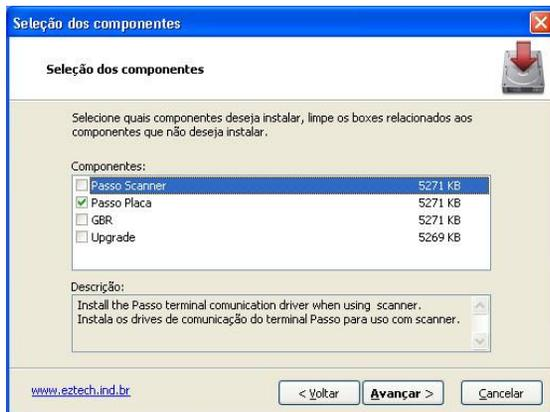 Seleção dos componentes
Seleção dos componentes
Selecione quais componentes deseja instalar, limpe os boxes relacionados aos
componentes que não deseja instalar.
Componentes:
Passo Scanner 5271 KB
Passo Placa 5271 KB
GBR 5271 KB
Upgrade 5269 KB
Descrição:
Install the Passo terminal comunication driver when using scanner.
Instala os drives de comunicação do terminal Passo para uso com scanner.
www.eztech.ind.br
< Voltar
Avançar >
Cancelar